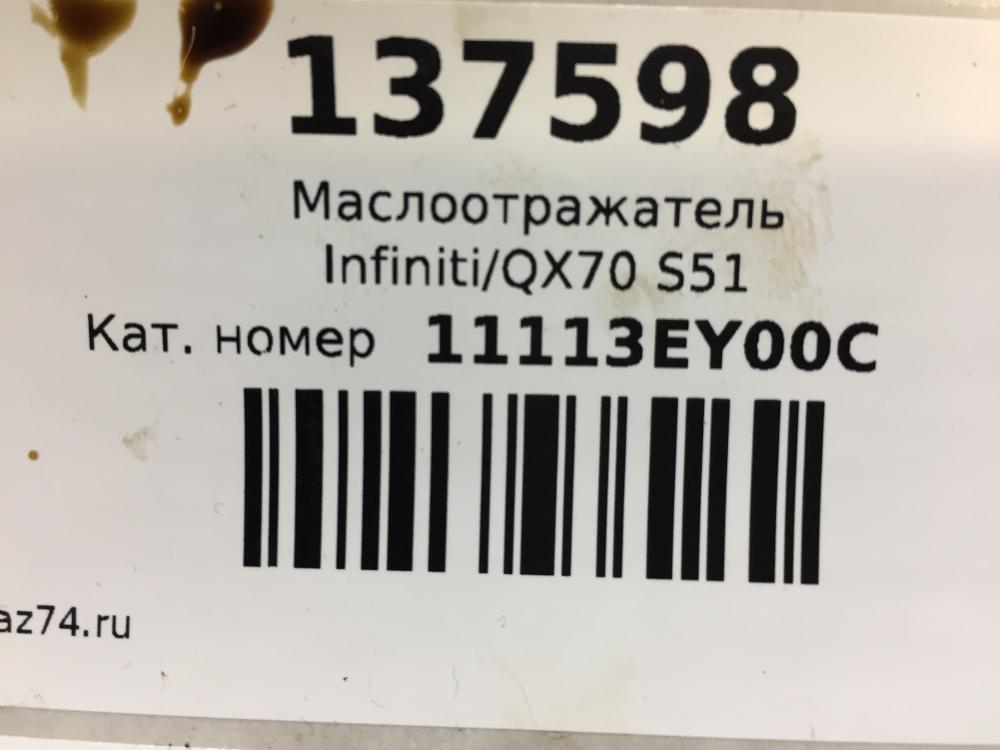 137598
Маслоотражатель
Infiniti/QX70 S51
Кат. номер 11113EY00C
az74.ru